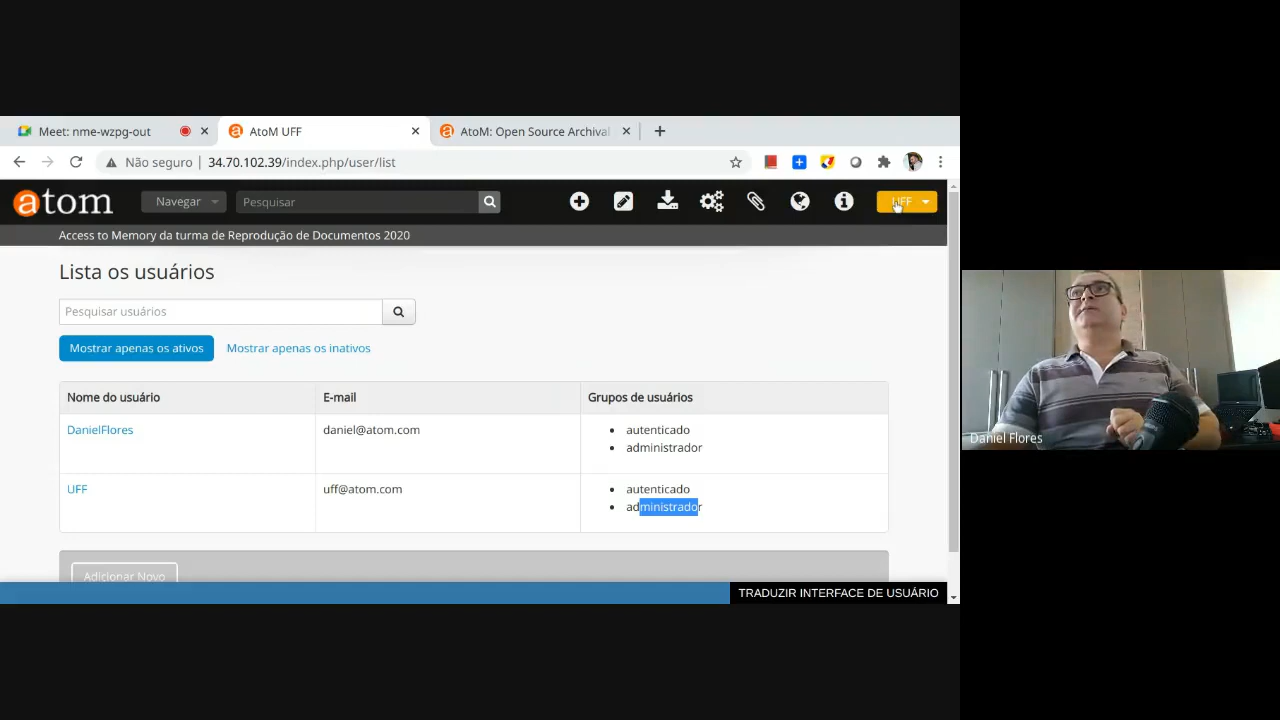 Meet: nme-wzpg-out
AtoM UFF
AtoM: Open Source Archival
Não seguro
34.70.102.39/index.php/user/list
atom
Navegar
Pesquisar
UFF
Access to Memory da turma de Reprodução de Documentos 2020
Lista os usuários
Pesquisar usuários
Mostrar apenas os ativos
Mostrar apenas os inativos
Nome do usuário E-mail Grupos de usuários
DanielFlores daniel@atom.com autenticado
administrador
UFF uff@atom.com autenticado
administrador
Adicionar Novo
TRADUZIR INTERFACE DE USUÁRIO
Daniel Flores